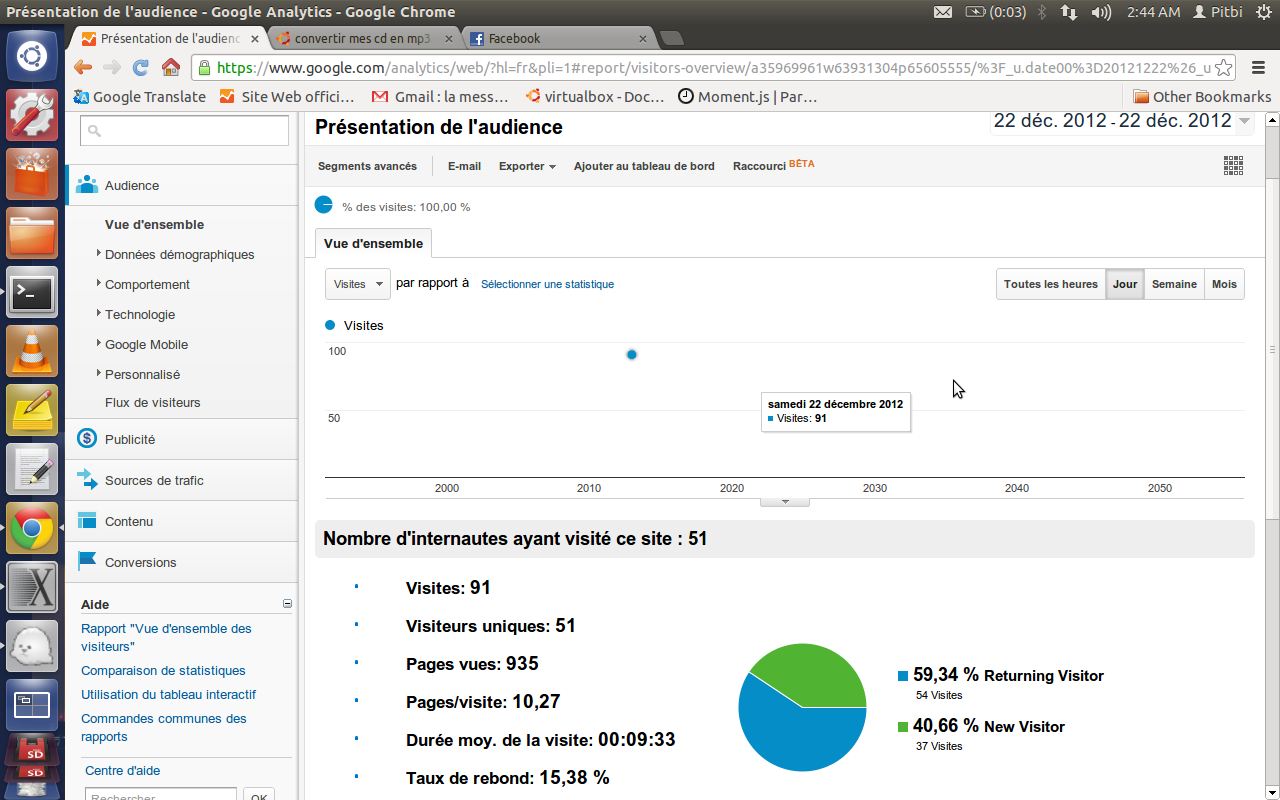 Présentation de l'audience - Google Analytics - Google Chrome
(0:03)
2:44 AM
Pitbi
Présentation de l'audienc
convertir mes cd en mp3
Facebook
https://www.google.com/analytics/web/?hl=fr&pli=1#report/visitors-overview/a35969961w63931304p65605555/%3F_u.date00%3D20121222%26_u
Google Translate
Site Web offici…
Gmail : la mess…
virtualbox - Doc…
Moment.js | Par…
Other Bookmarks
Audience
Vue d'ensemble
Données démographiques
Comportement
Technologie
Google Mobile
Personnalisé
Flux de visiteurs
Publicité
Sources de trafic
Contenu
Conversions
Aide
Rapport "Vue d'ensemble des
visiteurs"
Comparaison de statistiques
Utilisation du tableau interactif
Commandes communes des
rapports
Centre d'aide
Rechercher
OK
Présentation de l'audience
22 déc. 2012 - 22 déc. 2012
Segments avancés
E-mail
Exporter
Ajouter au tableau de bord
Raccourci BÊTA
% des visites: 100,00 %
Vue d'ensemble
Visites
par rapport à
Sélectionner une statistique
Toutes les heures
Jour
Semaine
Mois
Visites
100
50
samedi 22 décembre 2012
Visites: 91
2000
2010
2020
2030
2040
2050
Nombre d'internautes ayant visité ce site : 51
Visites: 91
Visiteurs uniques: 51
Pages vues: 935
Pages/visite: 10,27
Durée moy. de la visite: 00:09:33
Taux de rebond: 15,38 %
59,34 % Returning Visitor
54 Visites
40,66 % New Visitor
37 Visites
SD
SD